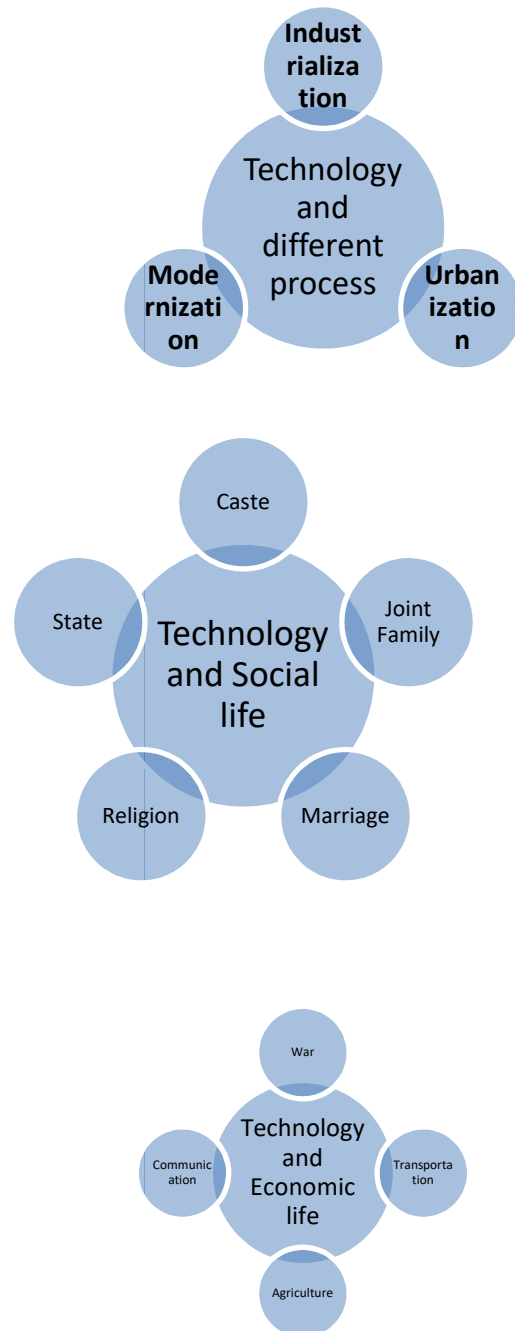 Indust
rializa
tion
Technology
and
different
process
Mode
rnizati
on
Urban
izatio
n
Caste
State
Joint
Family
Technology
and Social
life
Religion
Marriage
War
Technology
and
Economic
life
Communic
ation
Transporta
tion
Agriculture